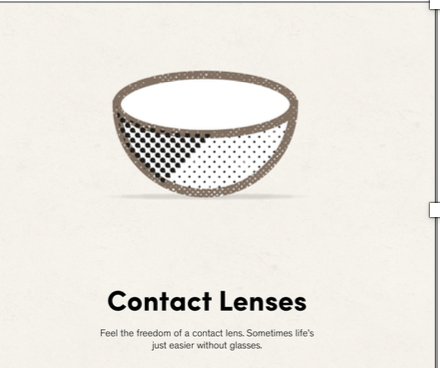 Contact Lenses
Feel the freedom of a contact lens. Sometimes life's
just easier without glasses.